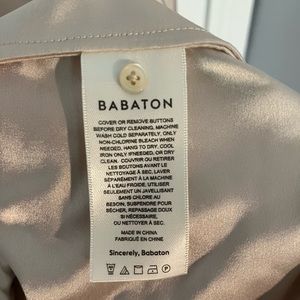 BABATON
COVER OR REMOVE BUTTONS
BEFORE DRY CLEANING, MACHINE
WASH COLD SEPARATELY, ONLY
NON-CHLORINE BLEACH WHEN
NEEDED, HANG TO DRY, COOL
IRON ONLY IFNEEDED, OR DRY
CLEAN. COUVRIR OU RETIRER
LES BOUTONS AVANT LE
NETTOYAGE À SEC, LAVER
SÉPARÉMENT À LA MACHINE
À L'EAU FROIDE, UTILISER
SEULEMENT UN JAVELLISANT
SANS CHLORE AU
BESOIN, SUSPENDRE POUR
SÉCHER, REPASSAGE DOUX
SI NÉCESSAIRE,
OU NETTOYER À SEC.
MADE IN CHINA
FABRIQUÉ EN CHINE
Sincerely, Babaton